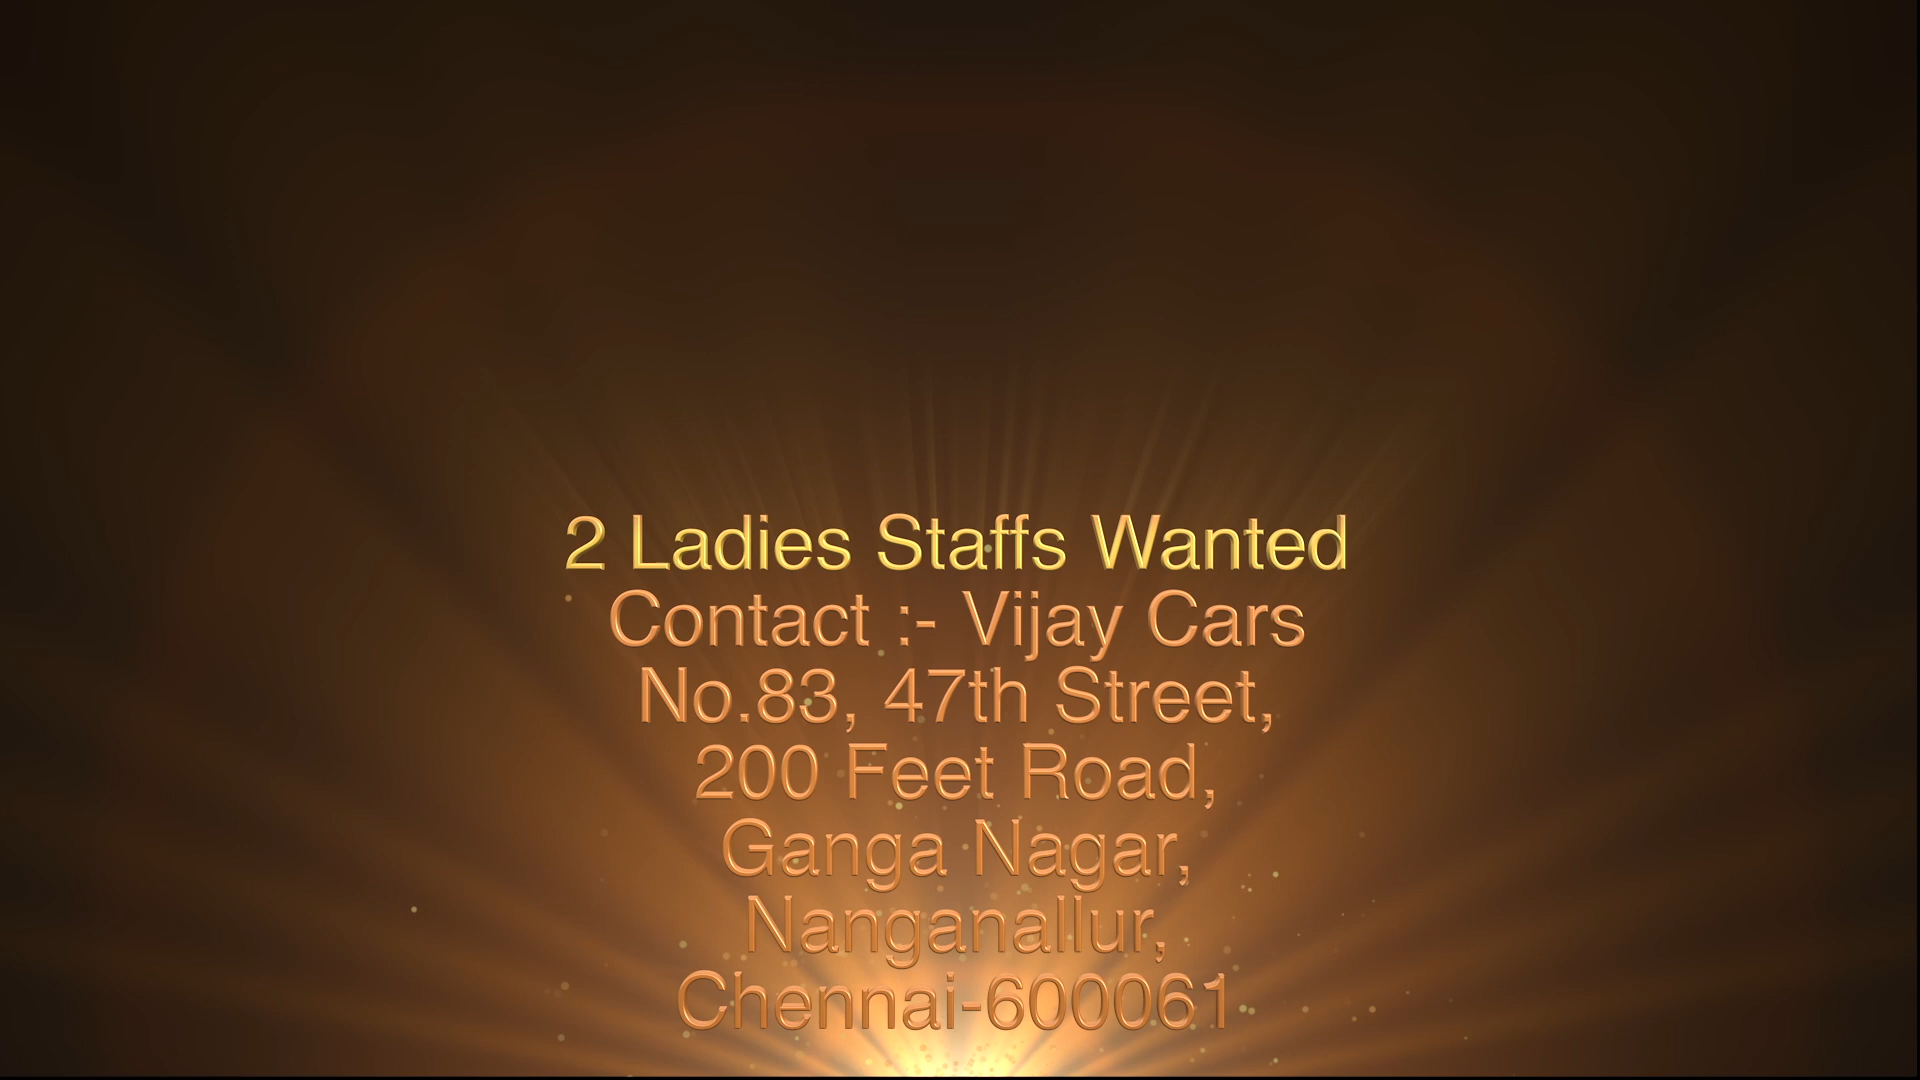 2 Ladies Staffs Wanted
Contact :- Vijay Cars
No.83, 47th Street,
200 Feet Road,
Ganga Nagar,
Nanganallur,
Chennai-600061